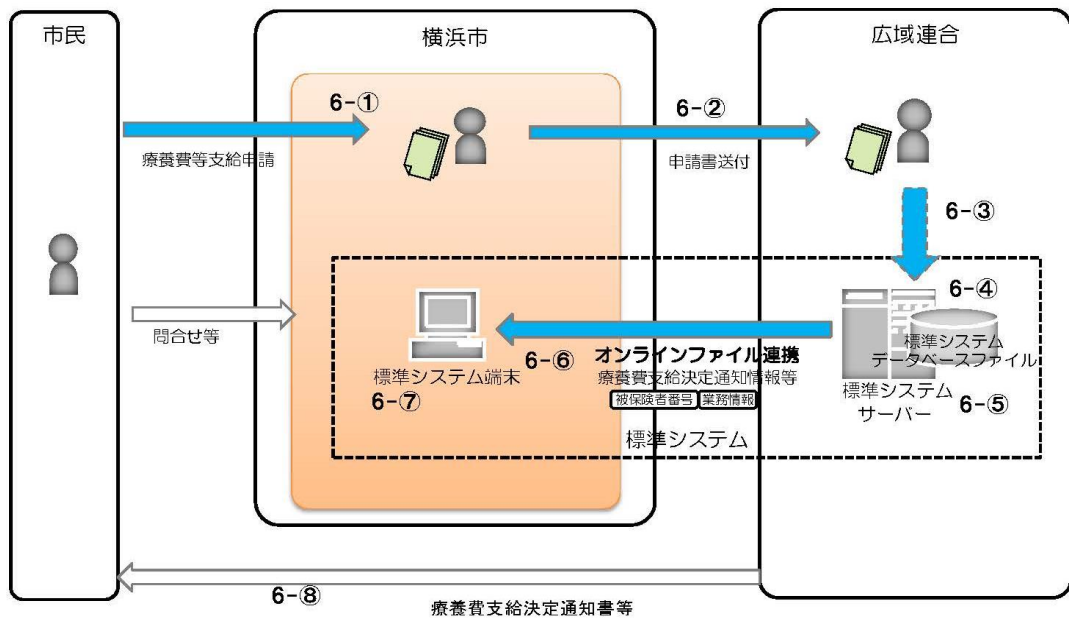 市民
横浜市
広域連合
6-①
6-②
療養費等支給申請
申請書送付
6-③
6-④
問合せ等
標準システム
データベースファイル
6-⑥
オンラインファイル連携
標準システム端末
療養費支給決定通知情報等
6-⑦
被保険者番号 業務情報
標準システム
サーバー
6-⑤
標準システム
6-⑧
療養費支給決定通知書等